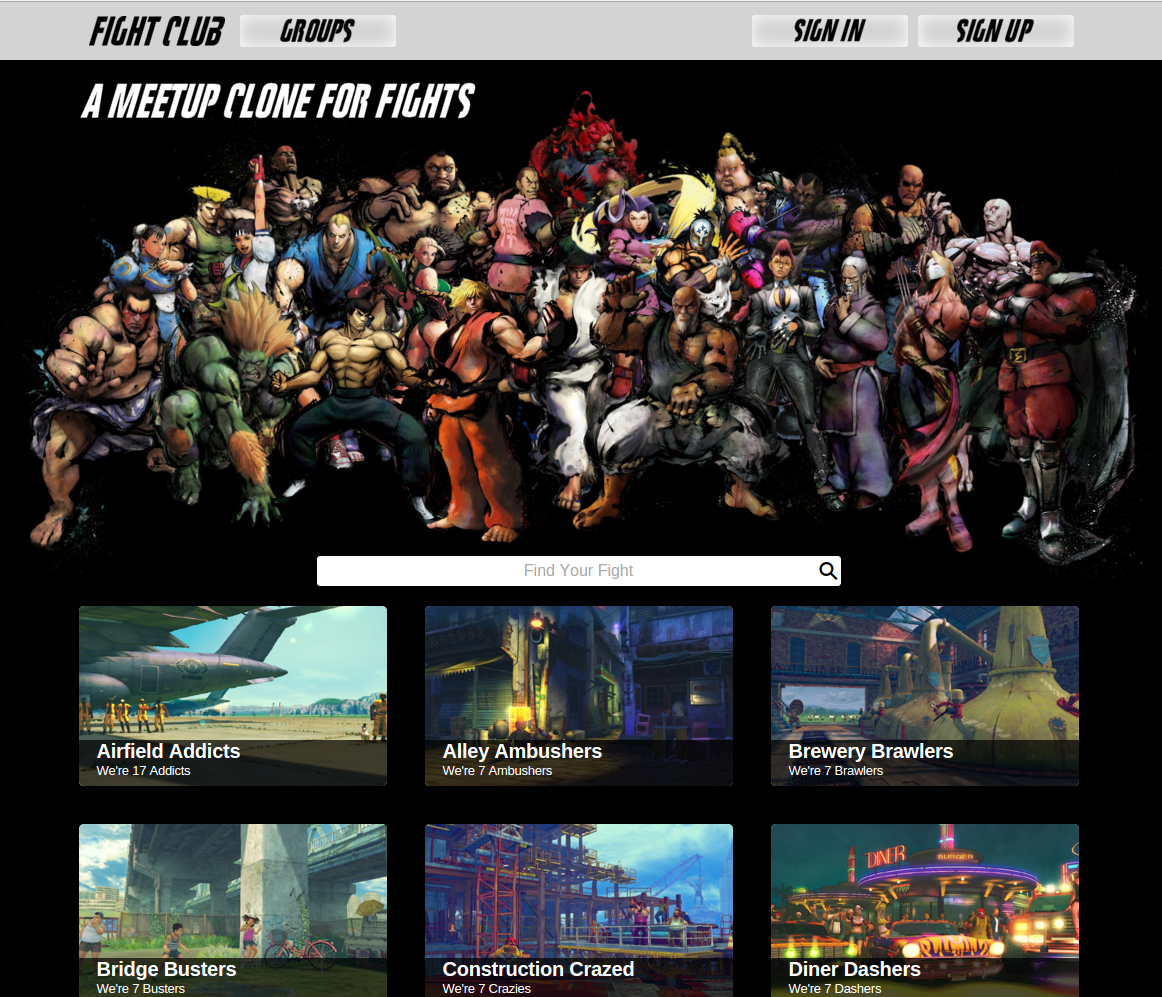 FIGHT CLUB GROUPS SIGN IN SIGN UP
A MEETUP CLONE FOR FIGHTS
Find Your Fight
Airfield Addicts
We're 17 Addicts
Alley Ambushers
We're 7 Ambushers
Brewery Brawlers
We're 7 Brawlers
DINER
BURGER
Bridge Busters
We're 7 Busters
Construction Crazed
We're 7 Crazies
Diner Dashers
We're 7 Dashers